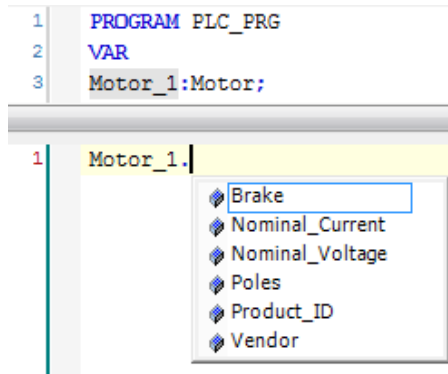 1 PROGRAM PLC_PRG
2 VAR
3 Motor_1:Motor;
1 Motor_1.
Brake
Nominal_Current
Nominal_Voltage
Poles
Product_ID
Vendor